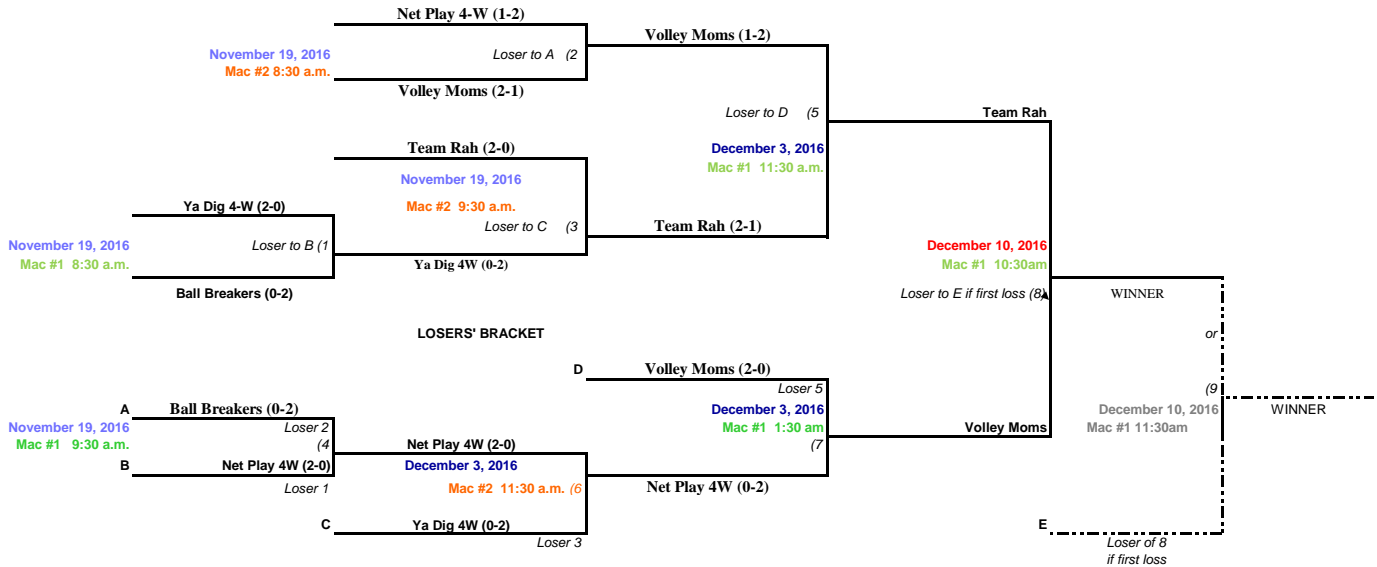 Net Play 4-W (1-2)
November 19, 2016
Mac #2 8:30 a.m.
Loser to A (2
Volley Moms (2-1)
Volley Moms (1-2)
Loser to D (5
December 3, 2016
Mac #1 11:30 a.m.
Team Rah (2-0)
November 19, 2016
Mac #2 9:30 a.m.
Loser to C (3
Ya Dig 4W (0-2)
Team Rah (2-1)
Ya Dig 4-W (2-0)
November 19, 2016
Mac #1 8:30 a.m.
Loser to B (1
Ball Breakers (0-2)
Team Rah
December 10, 2016
Mac #1 10:30am
Loser to E if first loss (8)
WINNER
or
LOSERS' BRACKET
D
Volley Moms (2-0)
Loser 5
December 3, 2016
Mac #1 1:30 am
(7
A
Ball Breakers (0-2)
November 19, 2016
Mac #1 9:30 a.m.
Loser 2
(4
B
Net Play 4W (2-0)
Loser 1
Net Play 4W (2-0)
December 3, 2016
Mac #2 11:30 a.m. (6
C
Ya Dig 4W (0-2)
Loser 3
Net Play 4W (0-2)
Volley Moms
(9
December 10, 2016
Mac #1 11:30am
WINNER
E
Loser of 8
if first loss